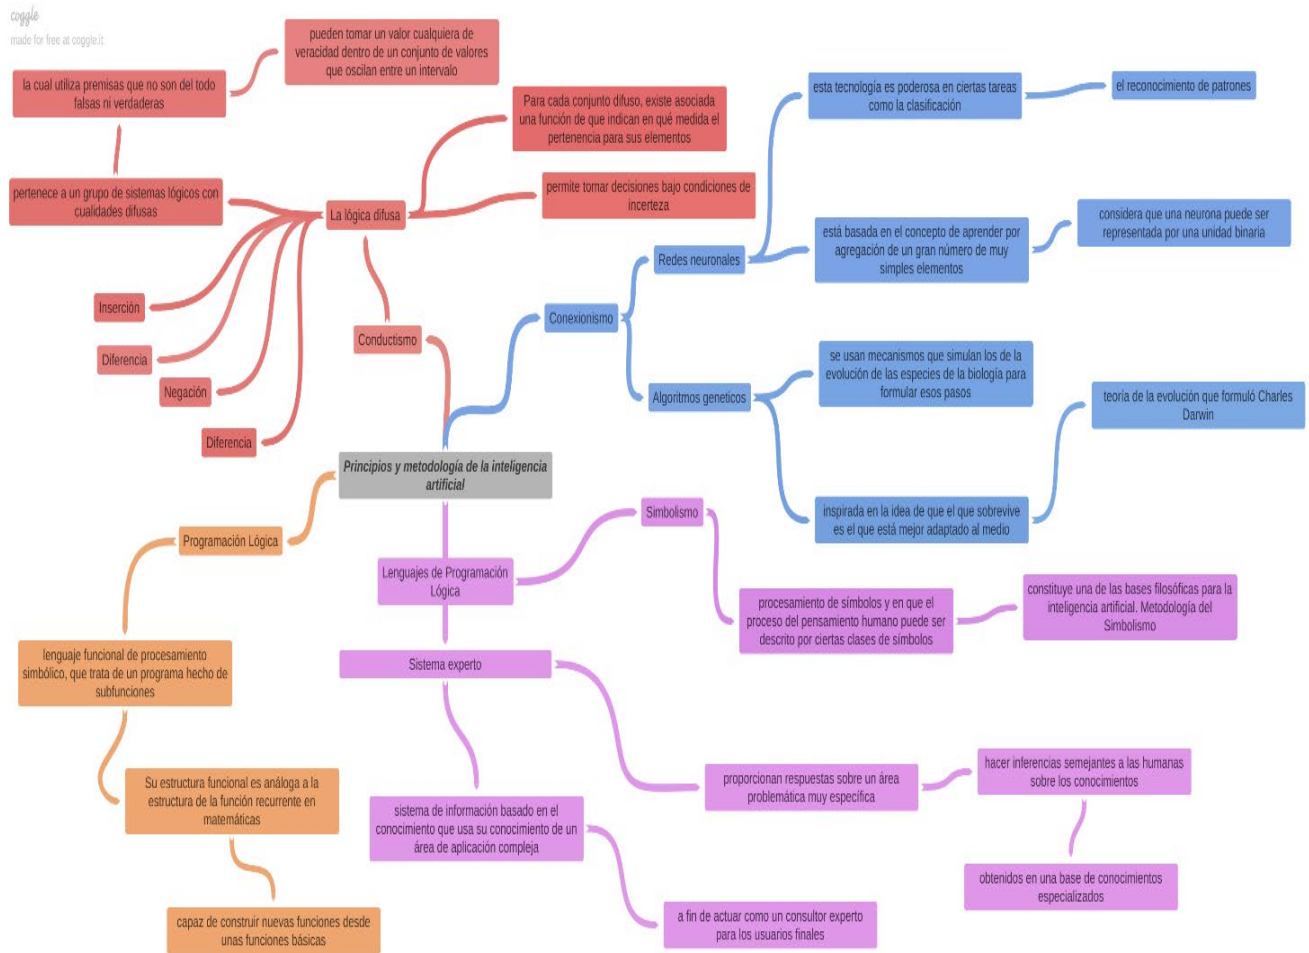 coggle
made for free at coggle.it
pueden tomar un valor cualquiera de
veracidad dentro de un conjunto de valores
que oscilan entre un intervalo
la cual utiliza premisas que no son del todo
falsas ni verdaderas
Para cada conjunto difuso, existe asociada
una función de que indican en qué medida el
pertenencia para sus elementos
pertenece a un grupo de sistemas lógicos con
cualidades difusas
permite tomar decisiones bajo condiciones de
incerteza
La lógica difusa
Inserción
Diferencia
Negación
Diferencia
Conductismo
esta tecnología es poderosa en ciertas tareas
como la clasificación
el reconocimiento de patrones
Redes neuronales
está basada en el concepto de aprender por
agregación de un gran número de muy
simples elementos
considera que una neurona puede ser
representada por una unidad binaria
Conexionismo
Algoritmos geneticos
se usan mecanismos que simulan los de la
evolución de las especies de la biología para
formular esos pasos
teoría de la evolución que formuló Charles
Darwin
inspirada en la idea de que el que sobrevive
es el que está mejor adaptado al medio
Principios y metodología de la inteligencia
artificial
Programación Lógica
lenguaje funcional de procesamiento
simbólico, que trata de un programa hecho de
subfunciones
Su estructura funcional es análoga a la
estructura de la función recurrente en
matemáticas
capaz de construir nuevas funciones desde
unas funciones básicas
Lenguajes de Programación
Lógica
Simbolismo
procesamiento de símbolos y en que el
proceso del pensamiento humano puede ser
descrito por ciertas clases de símbolos
constituye una de las bases filosóficas para la
inteligencia artificial. Metodología del
Simbolismo
Sistema experto
proporcionan respuestas sobre un área
problemática muy específica
hacer inferencias semejantes a las humanas
sobre los conocimientos
obtenidos en una base de conocimientos
especializados
sistema de información basado en el
conocimiento que usa su conocimiento de un
área de aplicación compleja
a fin de actuar como un consultor experto
para los usuarios finales